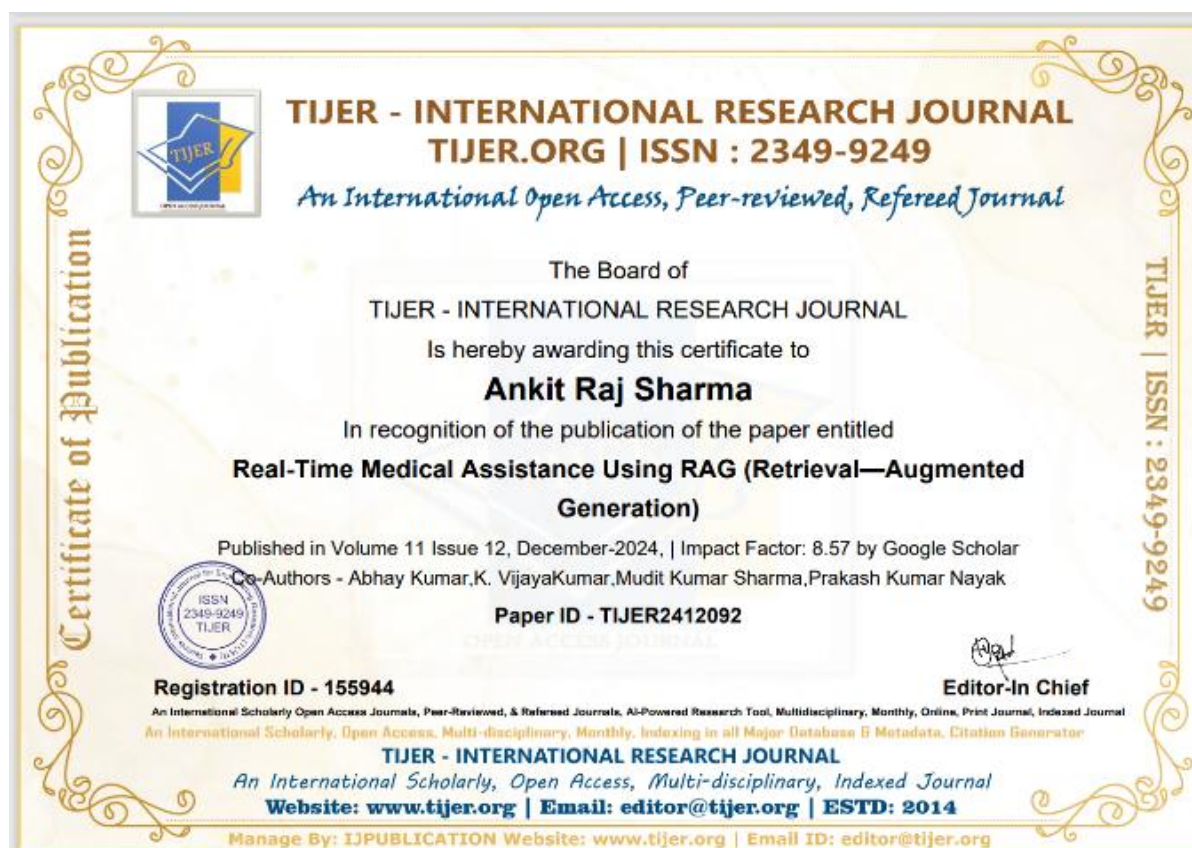 TIJER - INTERNATIONAL RESEARCH JOURNAL
TIJER.ORG | ISSN : 2349-9249
An International Open Access, Peer-reviewed, Refereed Journal
TIJER
OPEN ACCESS JOURNAL
Certificate of Publication
TIJER | ISSN : 2349-9249
The Board of
TIJER - INTERNATIONAL RESEARCH JOURNAL
Is hereby awarding this certificate to
Ankit Raj Sharma
In recognition of the publication of the paper entitled
Real-Time Medical Assistance Using RAG (Retrieval—Augmented
Generation)
Published in Volume 11 Issue 12, December-2024, | Impact Factor: 8.57 by Google Scholar
Co-Authors - Abhay Kumar,K. VijayaKumar,Mudit Kumar Sharma,Prakash Kumar Nayak
Paper ID - TIJER2412092
OPEN ACCESS JOURNAL
ISSN
2349-9249
TIJER
Registration ID - 155944
Editor-In Chief
An International Scholarly Open Access Journals, Peer-Reviewed, & Refereed Journals, AI-Powered Research Tool, Multidisciplinary, Monthly, Online, Print Journal, Indexed Journal
An International Scholarly, Open Access, Multi-disciplinary, Monthly, Indexing in all Major Database & Metadata, Citation Generator
TIJER - INTERNATIONAL RESEARCH JOURNAL
An International Scholarly, Open Access, Multi-disciplinary, Indexed Journal
Website: www.tijer.org | Email: editor@tijer.org | ESTD: 2014
Manage By: IJPUBLICATION Website: www.tijer.org | Email ID: editor@tijer.org